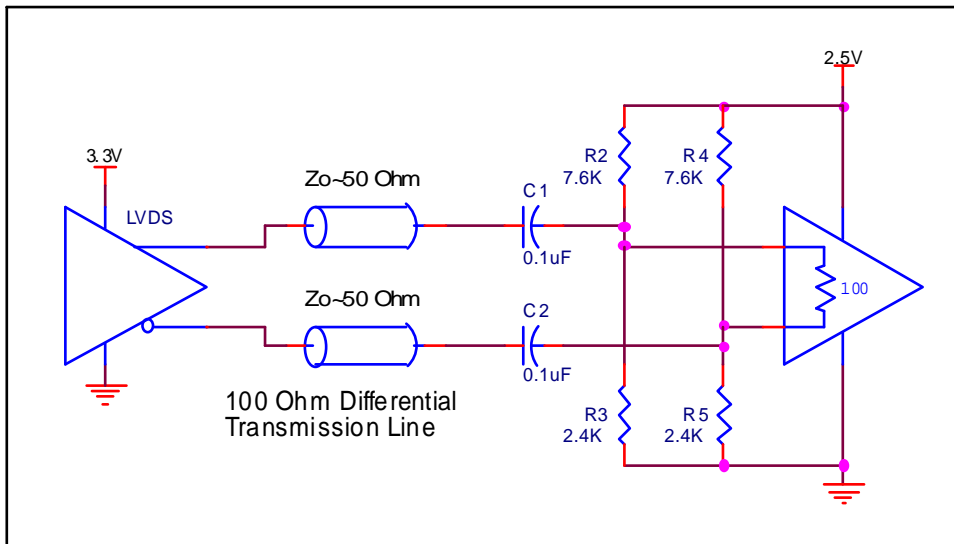 2.5V
3.3V
Zo~50 Ohm
C1
R2
7.6K
R4
7.6K
LVDS
0.1uF
100
Zo~50 Ohm
C2
0.1uF
100 Ohm Differential
Transmission Line
R3
2.4K
R5
2.4K